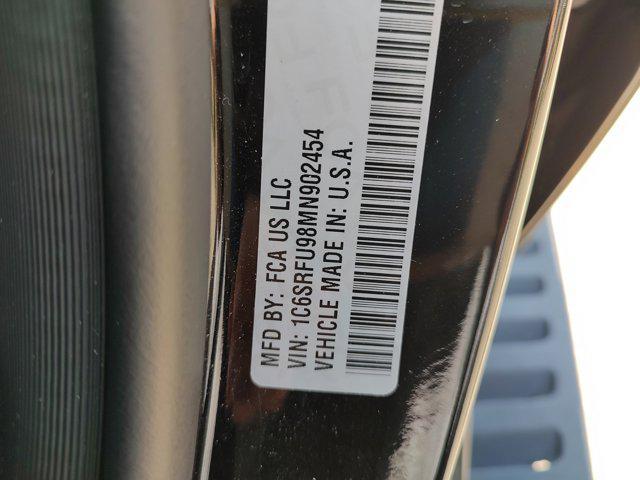 MFD BY: FCA US LLC
VIN: 1C6SRFU98MN902454
VEHICLE MADE IN: U.S.A.